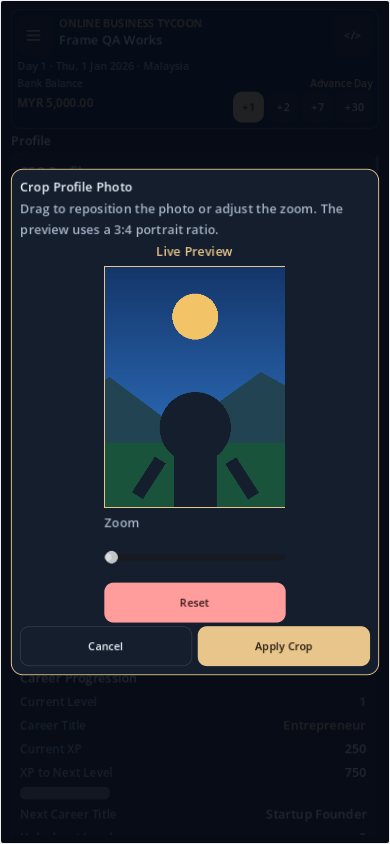 ONLINE BUSINESS TYCOON
Frame QA Works
</>
Day 1 · Thu, 1 Jan 2026 · Malaysia
Bank Balance
Advance Day
MYR 5,000.00
+1
+2
+7
+30
Profile
Crop Profile Photo
Drag to reposition the photo or adjust the zoom. The
preview uses a 3:4 portrait ratio.
Live Preview
Zoom
Reset
Cancel
Apply Crop
Career Progression
Current Level
1
Career Title
Entrepreneur
Current XP
250
XP to Next Level
750
Next Career Title
Startup Founder